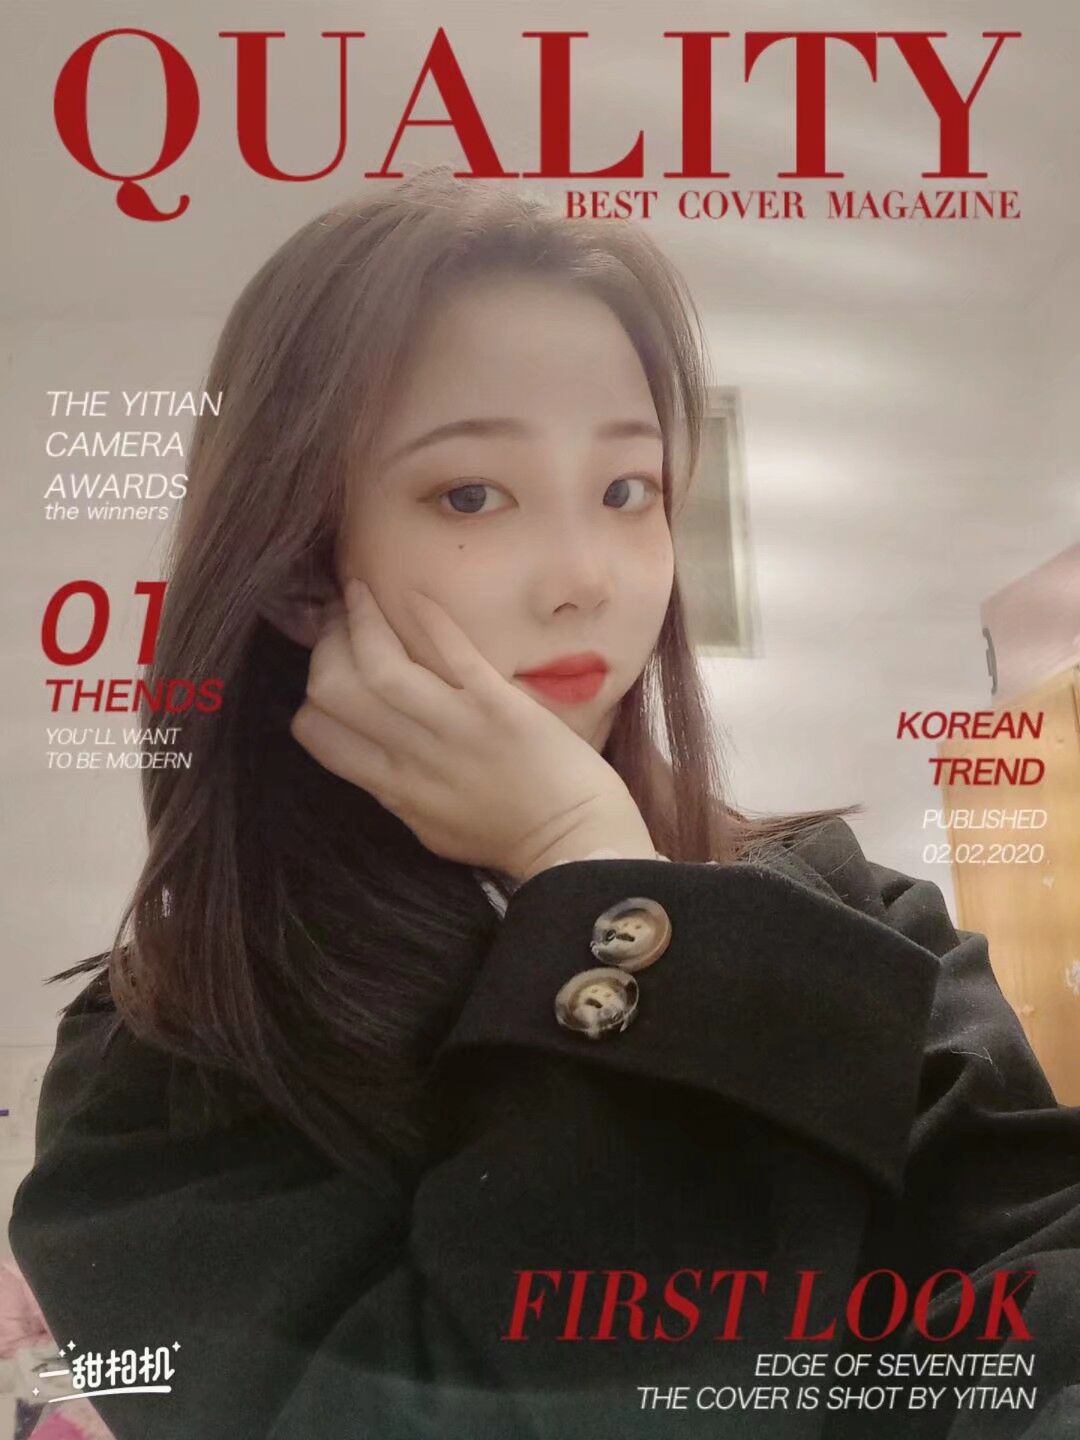 QUALITY
BEST COVER MAGAZINE
THE YITIAN
CAMERA
AWARDS
the winners
01
THENDS
YOU`LL WANT
TO BE MODERN
KOREAN
TREND
PUBLISHED
02.02,2020
FIRST LOOK
EDGE OF SEVENTEEN
THE COVER IS SHOT BY YITIAN
一甜相机